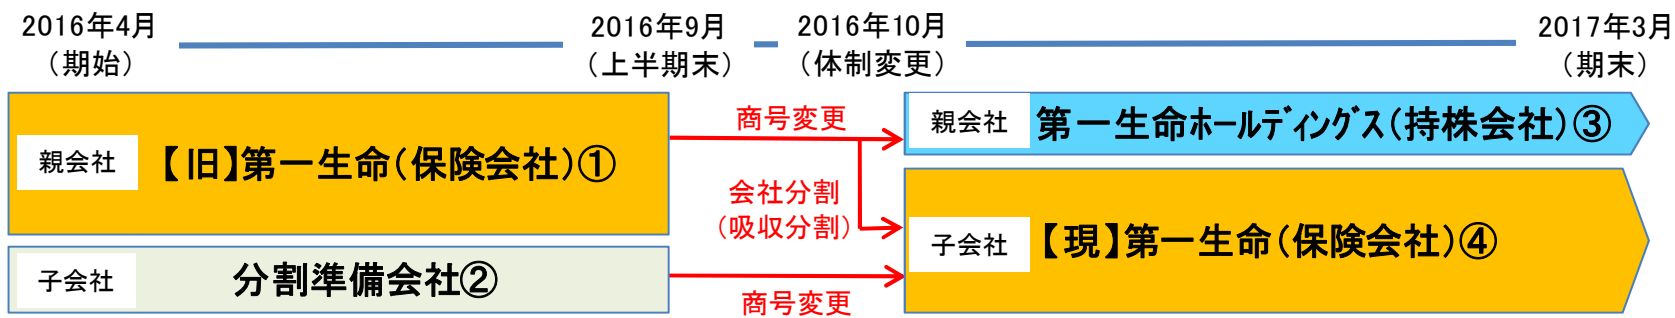 2016年4月
（期始）
2016年9月
（上半期末）
2016年10月
（体制変更）
2017年3月
（期末）
親会社
【旧】第一生命（保険会社）①
商号変更
親会社
第一生命ホールディングス（持株会社）③
会社分割
（吸収分割）
子会社
【現】第一生命（保険会社）④
子会社
分割準備会社②
商号変更